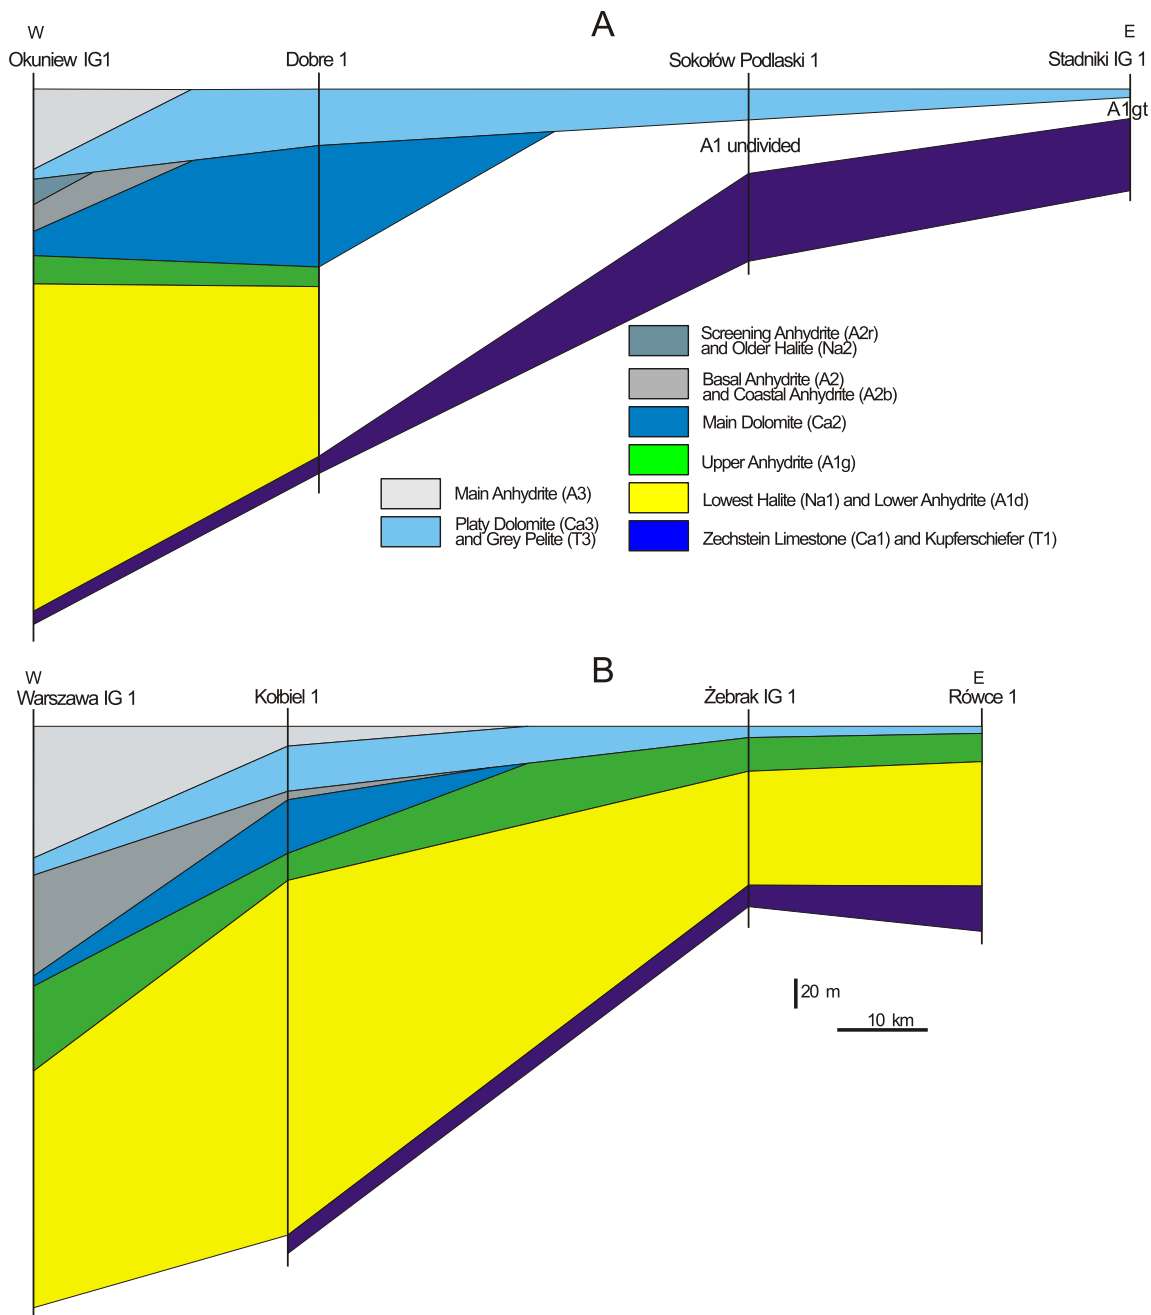 A
W
E
Okuniew IG1
Dobre 1
Sokołów Podlaski 1
Stadniki IG 1
A1gt
A1 undivided
Screening Anhydrite (A2r)
and Older Halite (Na2)
Basal Anhydrite (A2)
and Coastal Anhydrite (A2b)
Main Dolomite (Ca2)
Upper Anhydrite (A1g)
Main Anhydrite (A3)
Lowest Halite (Na1) and Lower Anhydrite (A1d)
Platy Dolomite (Ca3)
and Grey Pelite (T3)
Zechstein Limestone (Ca1) and Kupferschiefer (T1)
B
W
E
Warszawa IG 1
Kołbiel 1
Żebrak IG 1
Rówce 1
20 m
10 km